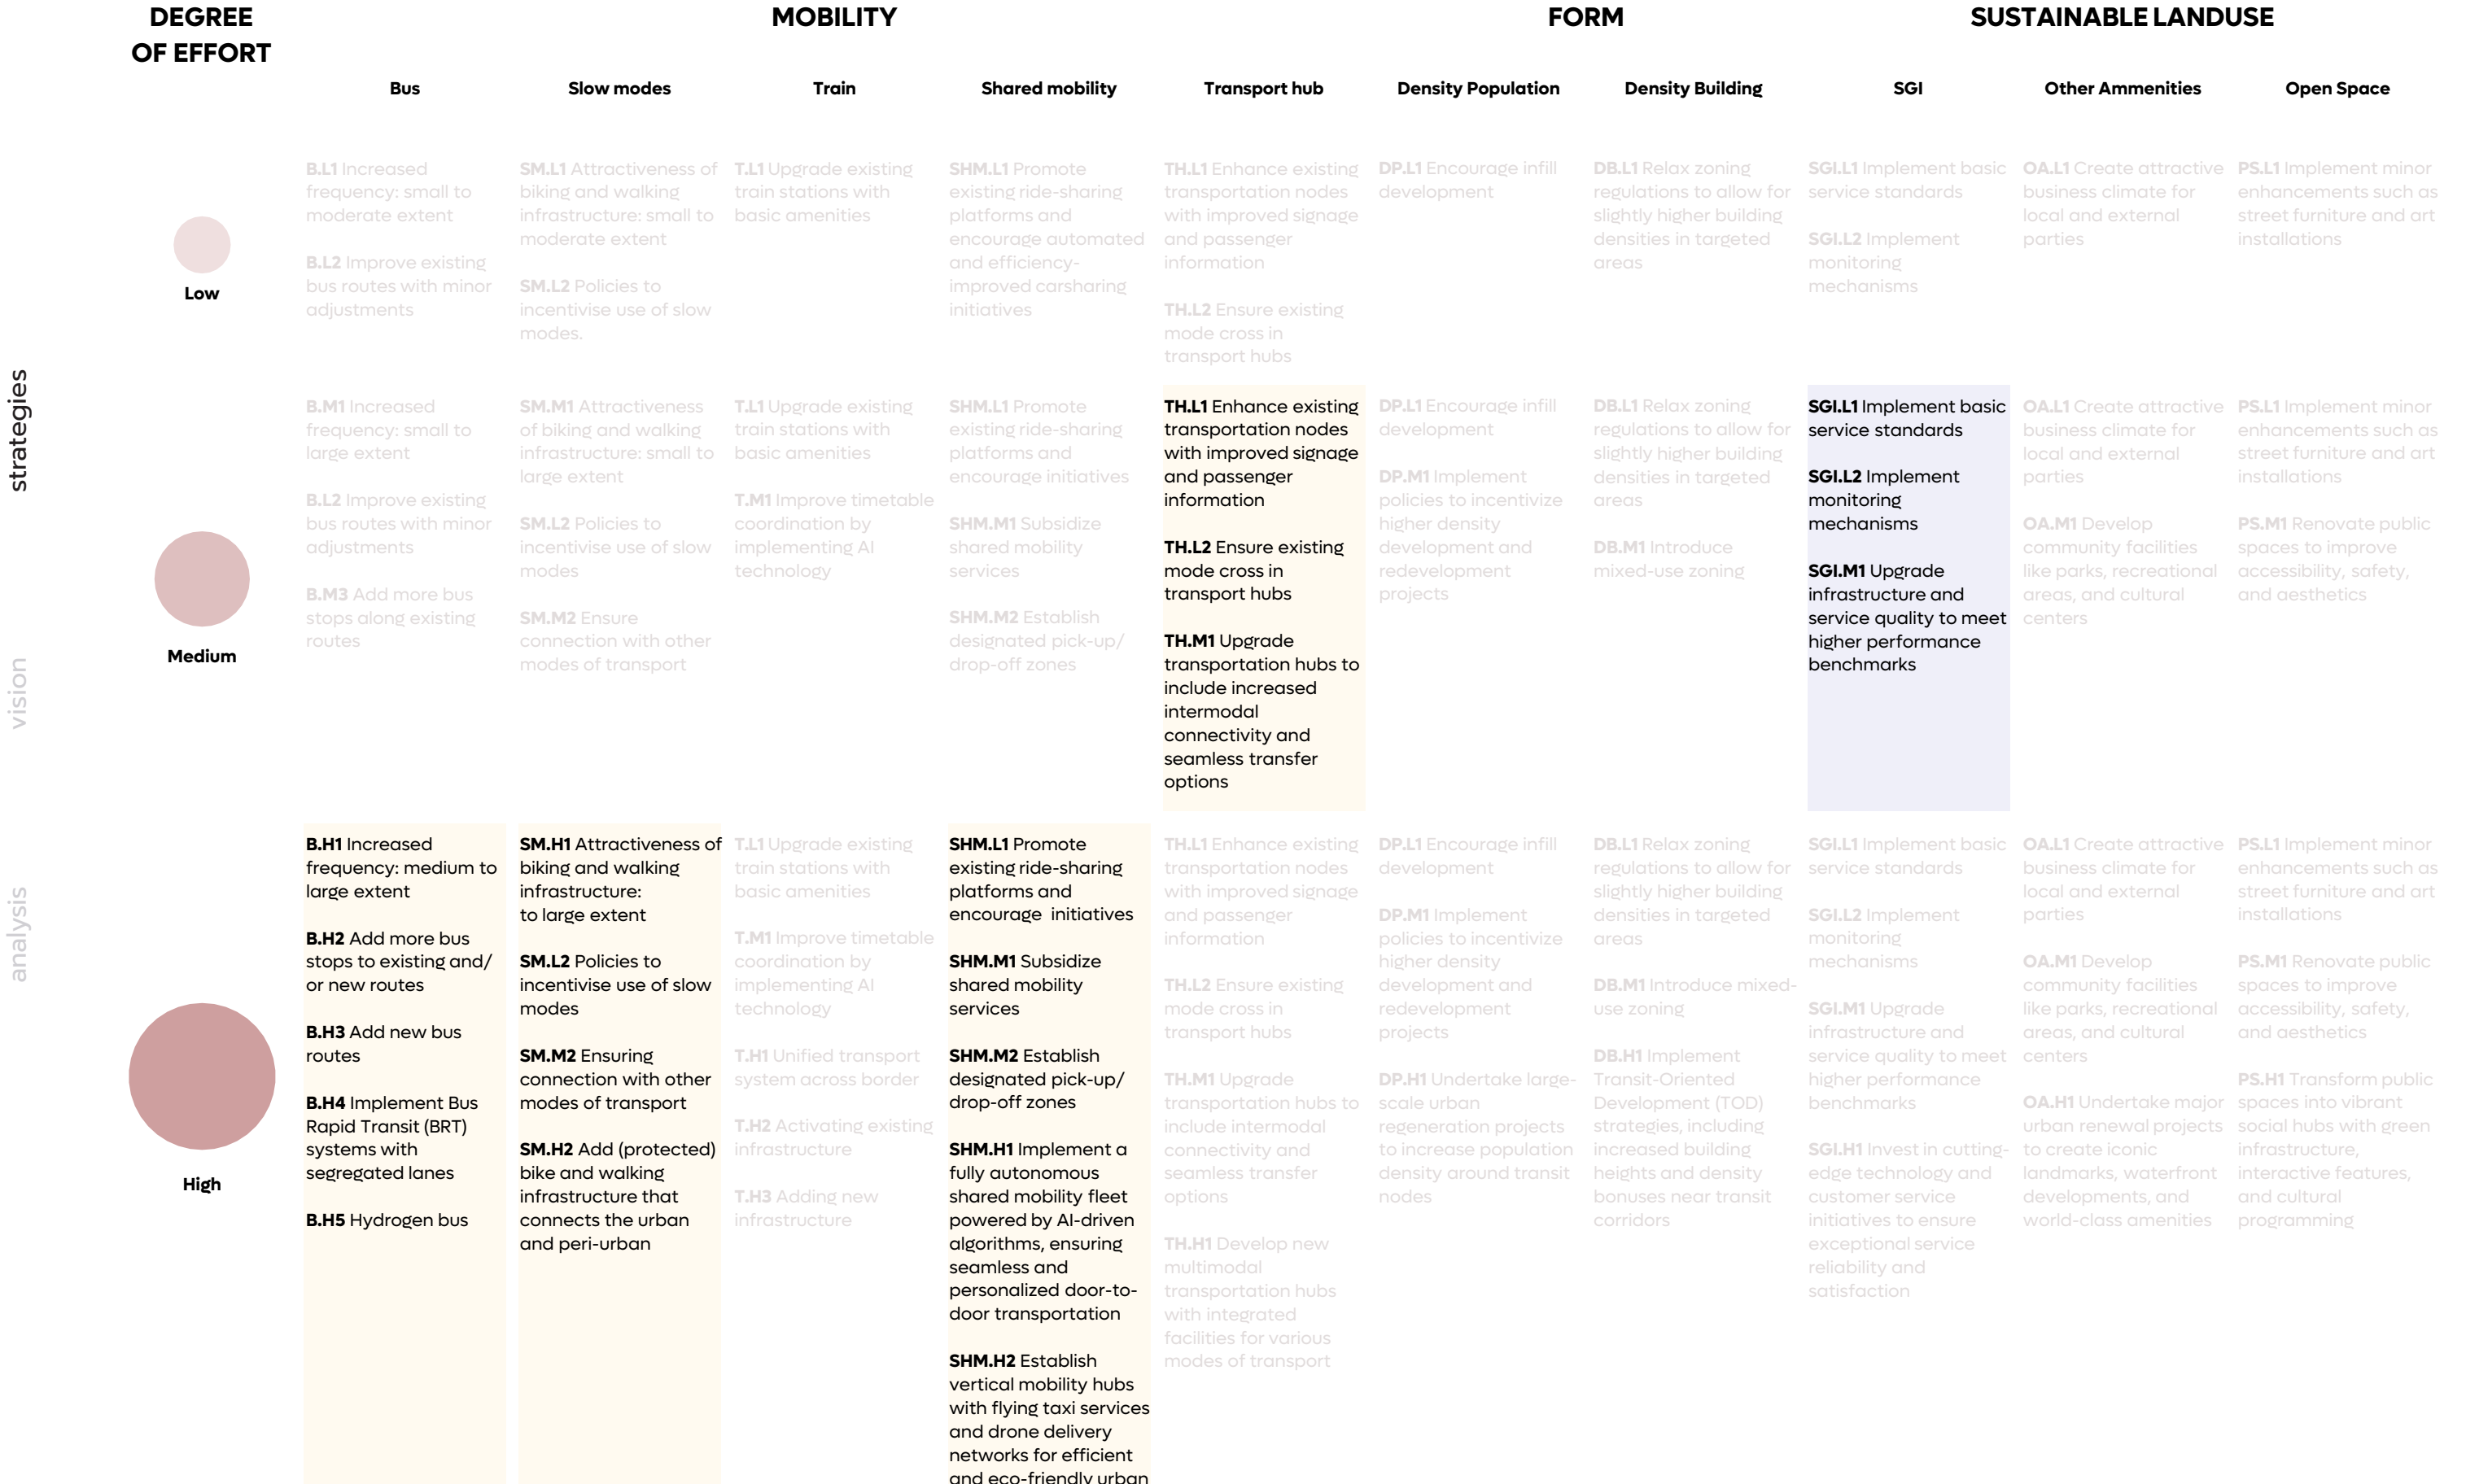 DEGREE
OF EFFORT
MOBILITY
FORM
SUSTAINABLE LANDUSE
Bus
Slow modes
Train
Shared mobility
Transport hub
Density Population
Density Building
SGI
Other Ammenities
Open Space
strategies
vision
analysis
Low
B.L1 Increased
frequency: small to
moderate extent
B.L2 Improve existing
bus routes with minor
adjustments
SM.L1 Attractiveness of
biking and walking
infrastructure: small to
moderate extent
SM.L2 Policies to
incentivise use of slow
modes.
T.L1 Upgrade existing
train stations with
basic amenities
SHM.L1 Promote
existing ride-sharing
platforms and
encourage automated
and efficiency-
improved carsharing
initiatives
TH.L1 Enhance existing
transportation nodes
with improved signage
and passenger
information
TH.L2 Ensure existing
mode cross in
transport hubs
DP.L1 Encourage infill
development
DB.L1 Relax zoning
regulations to allow for
slightly higher building
densities in targeted
areas
SGI.L1 Implement basic
service standards
SGI.L2 Implement
monitoring
mechanisms
OA.L1 Create attractive
business climate for
local and external
parties
PS.L1 Implement minor
enhancements such as
street furniture and art
installations
Medium
B.M1 Increased
frequency: small to
large extent
B.L2 Improve existing
bus routes with minor
adjustments
B.M3 Add more bus
stops along existing
routes
SM.M1 Attractiveness
of biking and walking
infrastructure: small to
large extent
SM.L2 Policies to
incentivise use of slow
modes
SM.M2 Ensure
connection with other
modes of transport
T.L1 Upgrade existing
train stations with
basic amenities
T.M1 Improve timetable
coordination by
implementing AI
technology
SHM.L1 Promote
existing ride-sharing
platforms and
encourage initiatives
SHM.M1 Subsidize
shared mobility
services
SHM.M2 Establish
designated pick-up/
drop-off zones
TH.L1 Enhance existing
transportation nodes
with improved signage
and passenger
information
TH.L2 Ensure existing
mode cross in
transport hubs
TH.M1 Upgrade
transportation hubs to
include increased
intermodal
connectivity and
seamless transfer
options
DP.L1 Encourage infill
development
DP.M1 Implement
policies to incentivize
higher density
development and
redevelopment
projects
DB.L1 Relax zoning
regulations to allow for
slightly higher building
densities in targeted
areas
DB.M1 Introduce
mixed-use zoning
SGI.L1 Implement basic
service standards
SGI.L2 Implement
monitoring
mechanisms
SGI.M1 Upgrade
infrastructure and
service quality to meet
higher performance
benchmarks
OA.L1 Create attractive
business climate for
local and external
parties
OA.M1 Develop
community facilities
like parks, recreational
areas, and cultural
centers
PS.L1 Implement minor
enhancements such as
street furniture and art
installations
PS.M1 Renovate public
spaces to improve
accessibility, safety,
and aesthetics
High
B.H1 Increased
frequency: medium to
large extent
B.H2 Add more bus
stops to existing and/
or new routes
B.H3 Add new bus
routes
B.H4 Implement Bus
Rapid Transit (BRT)
systems with
segregated lanes
B.H5 Hydrogen bus
SM.H1 Attractiveness of
biking and walking
infrastructure:
to large extent
SM.L2 Policies to
incentivise use of slow
modes
SM.M2 Ensuring
connection with other
modes of transport
SM.H2 Add (protected)
bike and walking
infrastructure that
connects the urban
and peri-urban
T.L1 Upgrade existing
train stations with
basic amenities
T.M1 Improve timetable
coordination by
implementing AI
technology
T.H1 Unified transport
system across border
T.H2 Activating existing
infrastructure
T.H3 Adding new
infrastructure
SHM.L1 Promote
existing ride-sharing
platforms and
encourage initiatives
SHM.M1 Subsidize
shared mobility
services
SHM.M2 Establish
designated pick-up/
drop-off zones
SHM.H1 Implement a
fully autonomous
shared mobility fleet
powered by AI-driven
algorithms, ensuring
seamless and
personalized door-to-
door transportation
SHM.H2 Establish
vertical mobility hubs
with flying taxi services
and drone delivery
networks for efficient
and eco-friendly urban
TH.L1 Enhance existing
transportation nodes
with improved signage
and passenger
information
TH.L2 Ensure existing
mode cross in
transport hubs
TH.M1 Upgrade
transportation hubs to
include intermodal
connectivity and
seamless transfer
options
TH.H1 Develop new
multimodal
transportation hubs
with integrated
facilities for various
modes of transport
DP.L1 Encourage infill
development
DP.M1 Implement
policies to incentivize
higher density
development and
redevelopment
projects
DP.H1 Undertake large-
scale urban
regeneration projects
to increase population
density around transit
nodes
DB.L1 Relax zoning
regulations to allow for
slightly higher building
densities in targeted
areas
DB.M1 Introduce mixed-
use zoning
DB.H1 Implement
Transit-Oriented
Development (TOD)
strategies, including
increased building
heights and density
bonuses near transit
corridors
SGI.L1 Implement basic
service standards
SGI.L2 Implement
monitoring
mechanisms
SGI.M1 Upgrade
infrastructure and
service quality to meet
higher performance
benchmarks
SGI.H1 Invest in cutting-
edge technology and
customer service
initiatives to ensure
exceptional service
reliability and
satisfaction
OA.L1 Create attractive
business climate for
local and external
parties
OA.M1 Develop
community facilities
like parks, recreational
areas, and cultural
centers
OA.H1 Undertake major
urban renewal projects
to create iconic
landmarks, waterfront
developments, and
world-class amenities
PS.L1 Implement minor
enhancements such as
street furniture and art
installations
PS.M1 Renovate public
spaces to improve
accessibility, safety,
and aesthetics
PS.H1 Transform public
spaces into vibrant
social hubs with green
infrastructure,
interactive features,
and cultural
programming